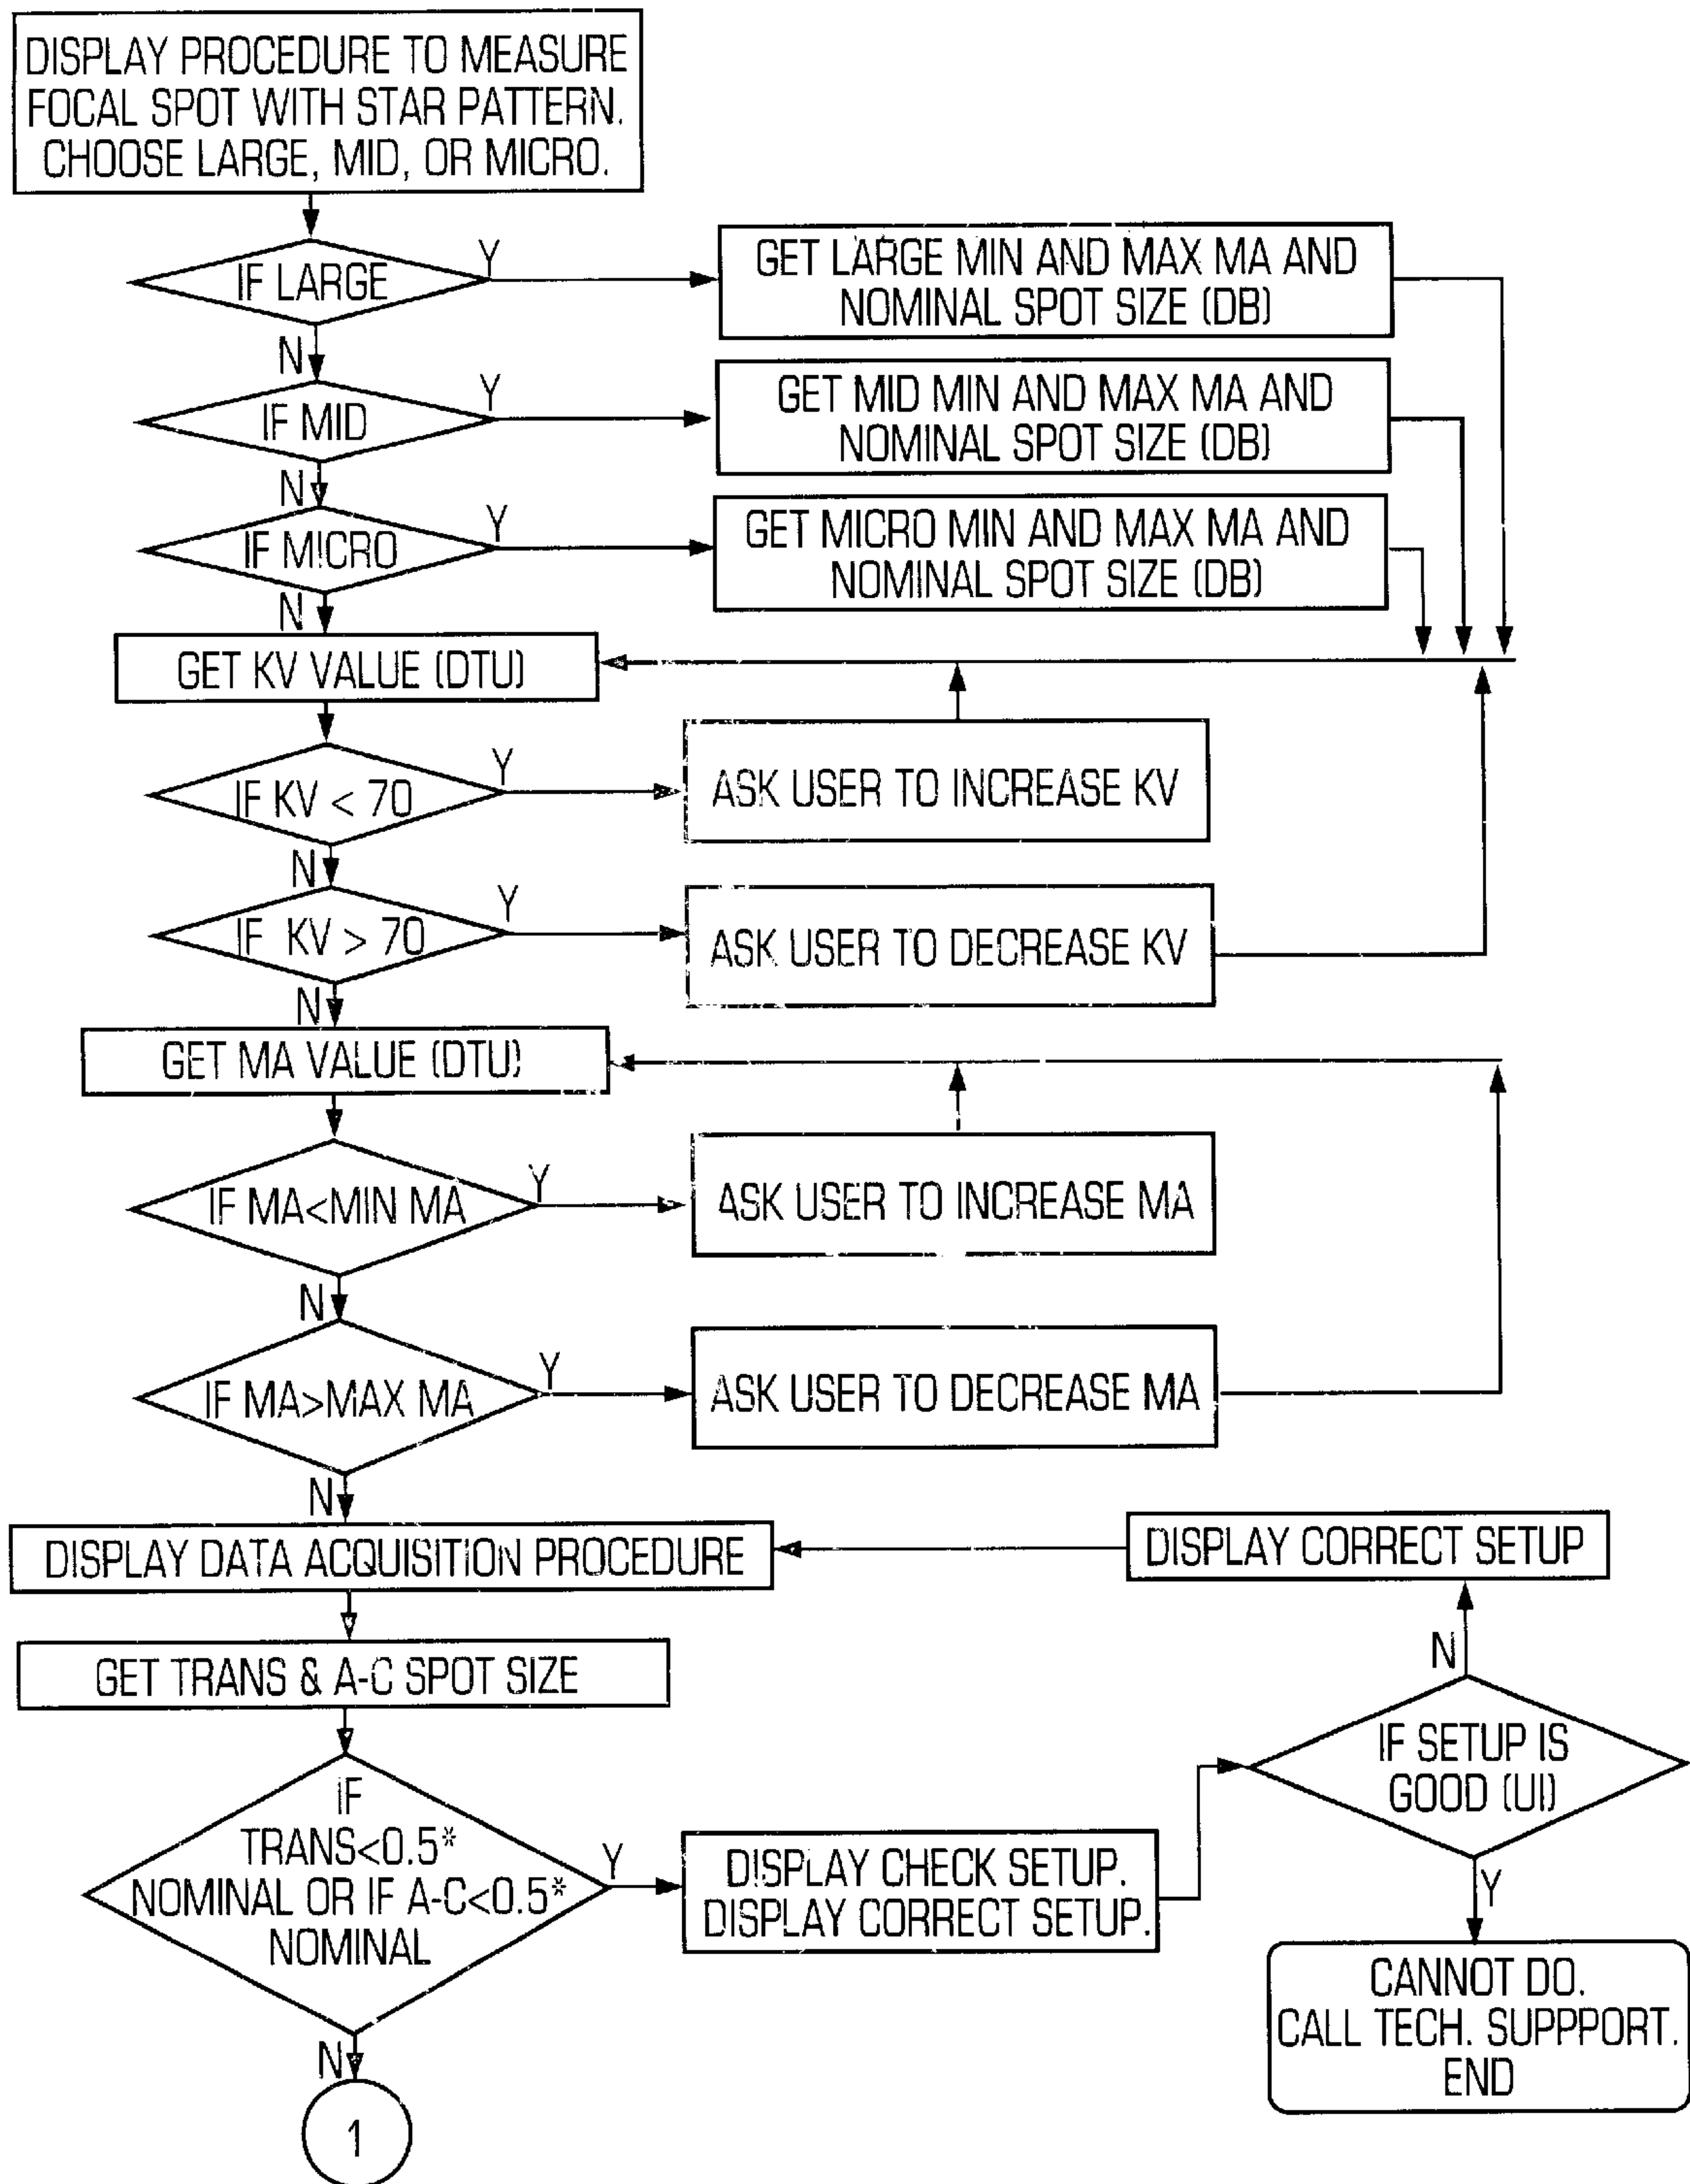 DISPLAY PROCEDURE TO MEASURE
FOCAL SPOT WITH STAR PATTERN.
CHOOSE LARGE, MID, OR MICRO.
IF LARGE
Y
GET LARGE MIN AND MAX MA AND
NOMINAL SPOT SIZE (DB)
N
IF MID
Y
GET MID MIN AND MAX MA AND
NOMINAL SPOT SIZE (DB)
N
IF MICRO
Y
GET MICRO MIN AND MAX MA AND
NOMINAL SPOT SIZE (DB)
N
GET KV VALUE (DTU)
IF KV < 70
Y
ASK USER TO INCREASE KV
N
IF KV > 70
Y
ASK USER TO DECREASE KV
N
GET MA VALUE (DTU)
IF MA<MIN MA
Y
ASK USER TO INCREASE MA
N
IF MA>MAX MA
Y
ASK USER TO DECREASE MA
N
DISPLAY DATA ACQUISITION PROCEDURE
DISPLAY CORRECT SETUP
GET TRANS & A-C SPOT SIZE
N
IF SETUP IS
GOOD (UI)
IF
TRANS<0.5*
NOMINAL OR IF A-C<0.5*
NOMINAL
Y
DISPLAY CHECK SETUP.
DISPLAY CORRECT SETUP.
Y
CANNOT DO.
CALL TECH. SUPPPORT.
END
N
1